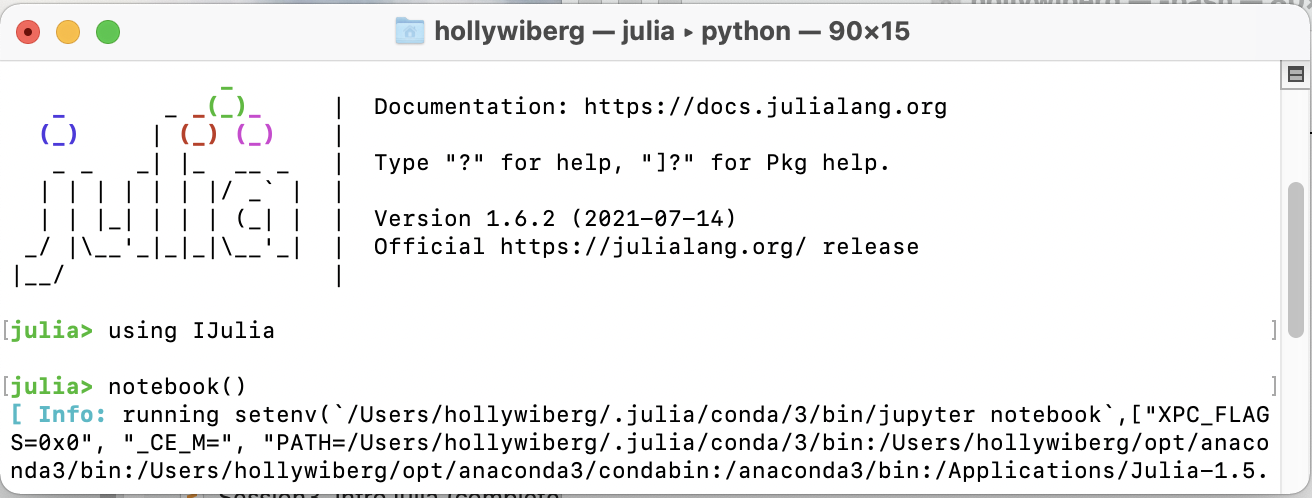 hollywiberg — julia ▸ python — 90×15
Documentation: https://docs.julialang.org
Type "?" for help, "]?" for Pkg help.
Version 1.6.2 (2021-07-14)
Official https://julialang.org/ release
julia> using IJulia
julia> notebook()
[ Info: running setenv(`/Users/hollywiberg/.julia/conda/3/bin/jupyter notebook`,["XPC_FLAG
S=0x0", "_CE_M=", "PATH=/Users/hollywiberg/.julia/conda/3/bin:/Users/hollywiberg/opt/anaco
nda3/bin:/Users/hollywiberg/opt/anaconda3/condabin:/anaconda3/bin:/Applications/Julia-1.5.